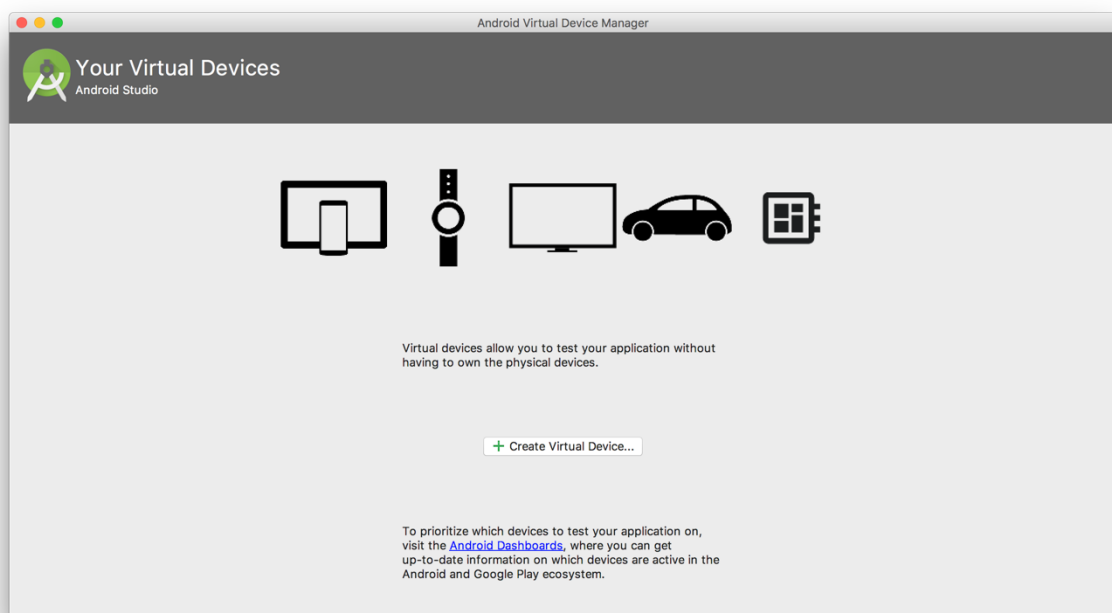 Android Virtual Device Manager
Your Virtual Devices
Android Studio
Virtual devices allow you to test your application without
having to own the physical devices.
+ Create Virtual Device...
To prioritize which devices to test your application on,
visit the Android Dashboards, where you can get
up-to-date information on which devices are active in the
Android and Google Play ecosystem.